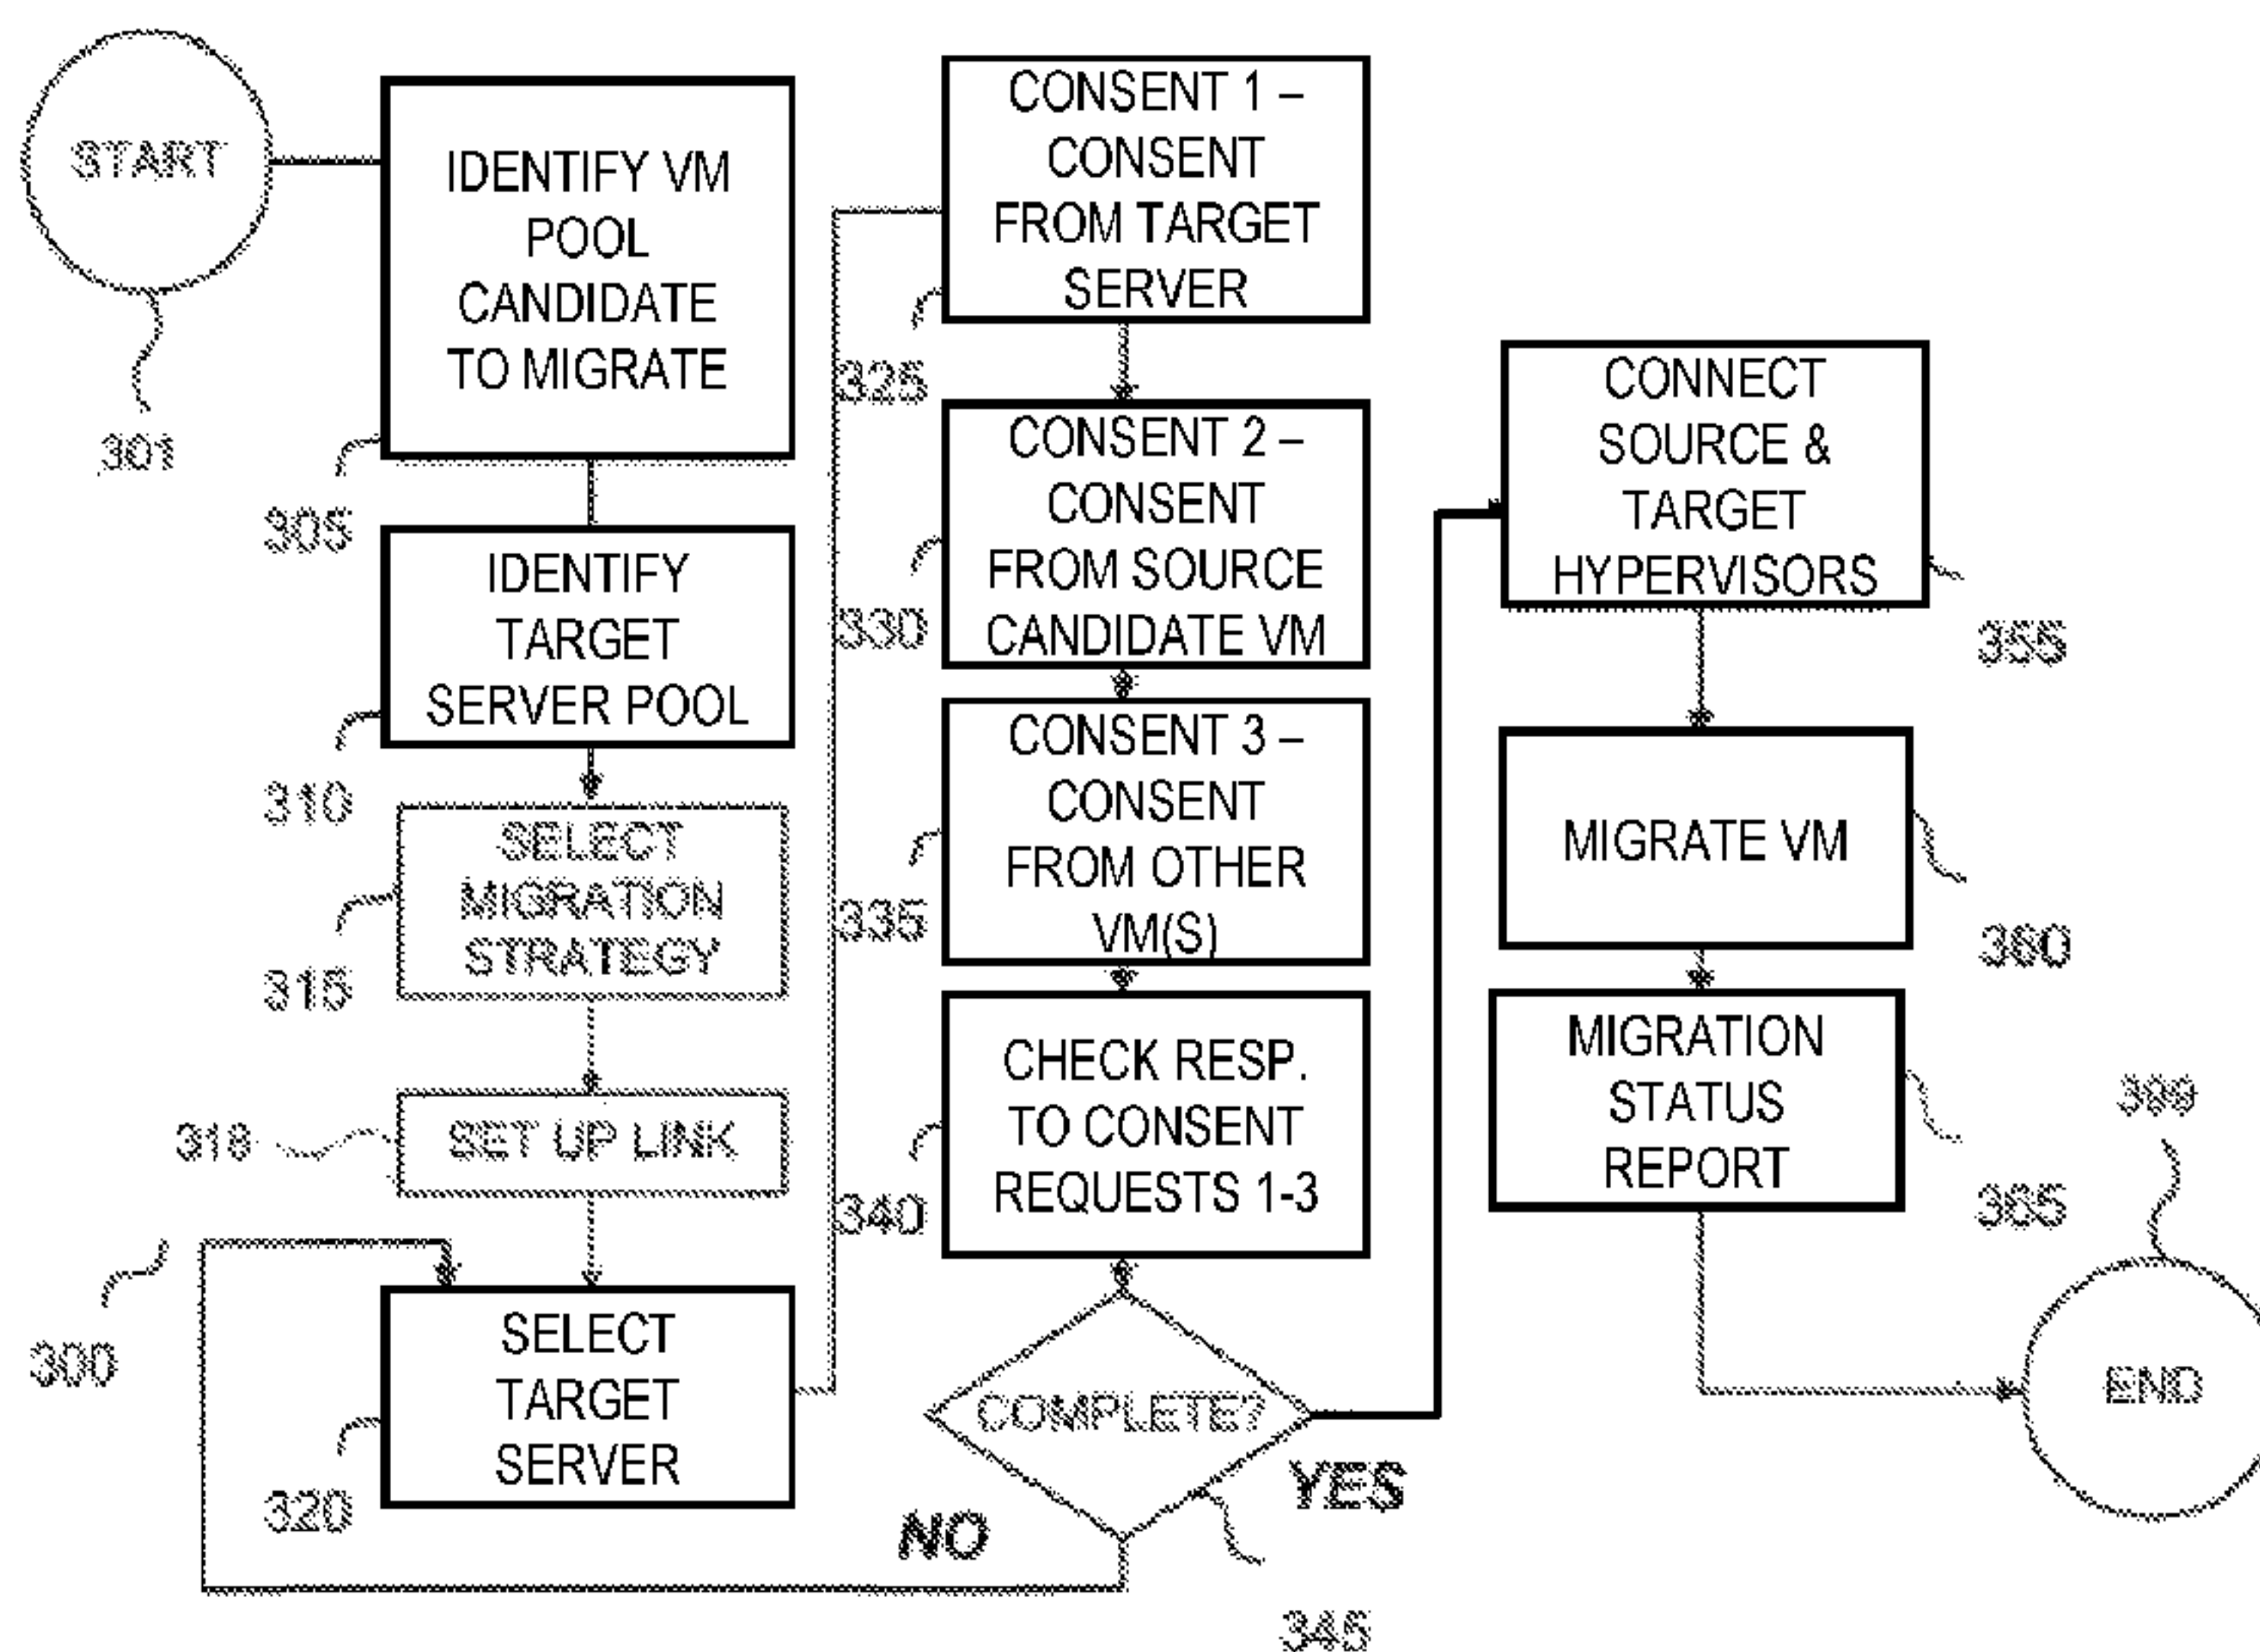 START
301
IDENTIFY VM
POOL
CANDIDATE
TO MIGRATE
305
IDENTIFY
TARGET
SERVER POOL
310
SELECT
MIGRATION
STRATEGY
315
SET UP LINK
318
300
SELECT
TARGET
SERVER
320
CONSENT 1 –
CONSENT
FROM TARGET
SERVER
325
CONSENT 2 –
CONSENT
FROM SOURCE
CANDIDATE VM
330
CONSENT 3 –
CONSENT
FROM OTHER
VM(S)
335
CHECK RESP.
TO CONSENT
REQUESTS 1-3
340
COMPLETE?
YES
NO
345
CONNECT
SOURCE &
TARGET
HYPERVISORS
355
MIGRATE VM
360
MIGRATION
STATUS
REPORT
365
399
END